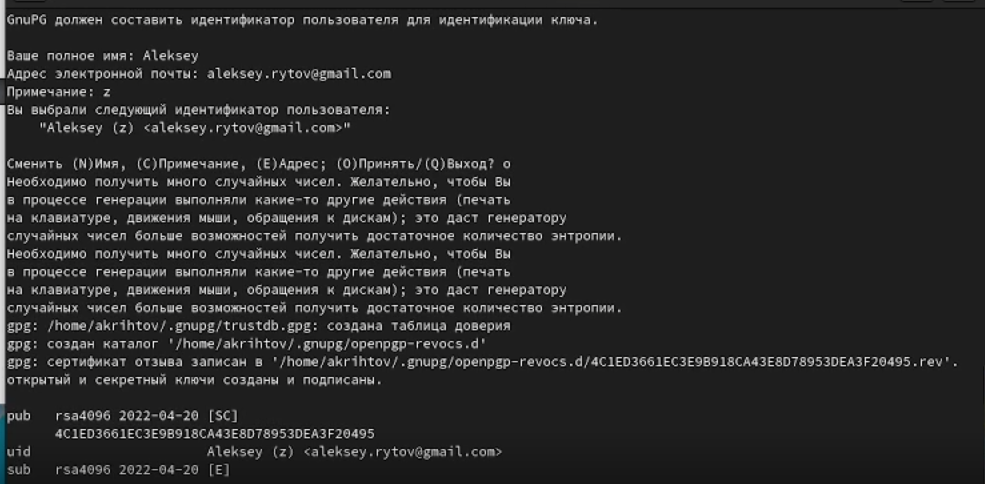 GnuPG должен составить идентификатор пользователя для идентификации ключа.
Ваше полное имя: Aleksey
Адрес электронной почты: aleksey.rytov@gmail.com
Примечание: z
Вы выбрали следующий идентификатор пользователя:
"Aleksey (z) <aleksey.rytov@gmail.com>"
Сменить (N)Имя, (C)Примечание, (E)Адрес; (O)Принять/(Q)Выход? o
Необходимо получить много случайных чисел. Желательно, чтобы Вы
в процессе генерации выполняли какие-то другие действия (печать
на клавиатуре, движения мыши, обращения к дискам); это даст генератору
случайных чисел больше возможностей получить достаточное количество энтропии.
Необходимо получить много случайных чисел. Желательно, чтобы Вы
в процессе генерации выполняли какие-то другие действия (печать
на клавиатуре, движения мыши, обращения к дискам); это даст генератору
случайных чисел больше возможностей получить достаточное количество энтропии.
gpg: /home/akrihtov/.gnupg/trustdb.gpg: создана таблица доверия
gpg: создан каталог '/home/akrihtov/.gnupg/openpgp-revocs.d'
gpg: сертификат отзыва записан в '/home/akrihtov/.gnupg/openpgp-revocs.d/4C1ED3661EC3E9B918CA43E8D78953DEA3F20495.rev'.
открытый и секретный ключи созданы и подписаны.
pub rsa4096 2022-04-20 [SC]
4C1ED3661EC3E9B918CA43E8D78953DEA3F20495
uid Aleksey (z) <aleksey.rytov@gmail.com>
sub rsa4096 2022-04-20 [E]